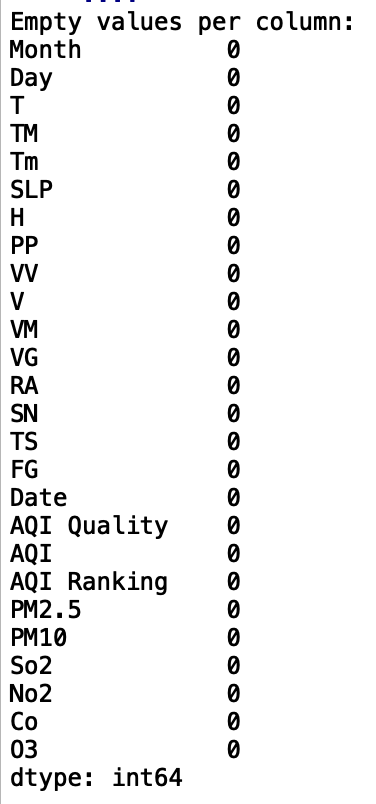 Empty values per column:
Month 0
Day 0
T 0
TM 0
Tm 0
SLP 0
H 0
PP 0
VV 0
V 0
VM 0
VG 0
RA 0
SN 0
TS 0
FG 0
Date 0
AQI Quality 0
AQI 0
AQI Ranking 0
PM2.5 0
PM10 0
So2 0
No2 0
Co 0
O3 0
dtype: int64